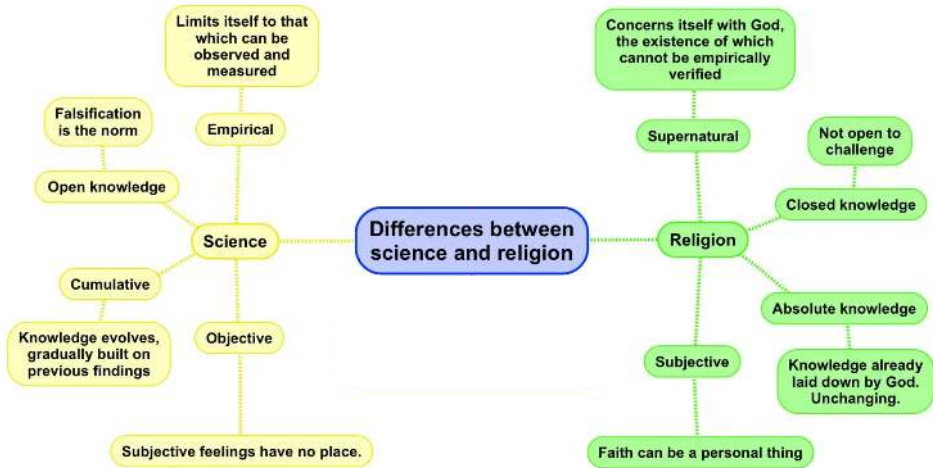 Differences between
science and religion
Science
Empirical
Limits itself to that
which can be
observed and
measured
Open knowledge
Falsification
is the norm
Cumulative
Knowledge evolves,
gradually built on
previous findings
Objective
Subjective feelings have no place.
Religion
Supernatural
Concerns itself with God,
the existence of which
cannot be empirically
verified
Closed knowledge
Not open to
challenge
Absolute knowledge
Knowledge already
laid down by God.
Unchanging.
Subjective
Faith can be a personal thing